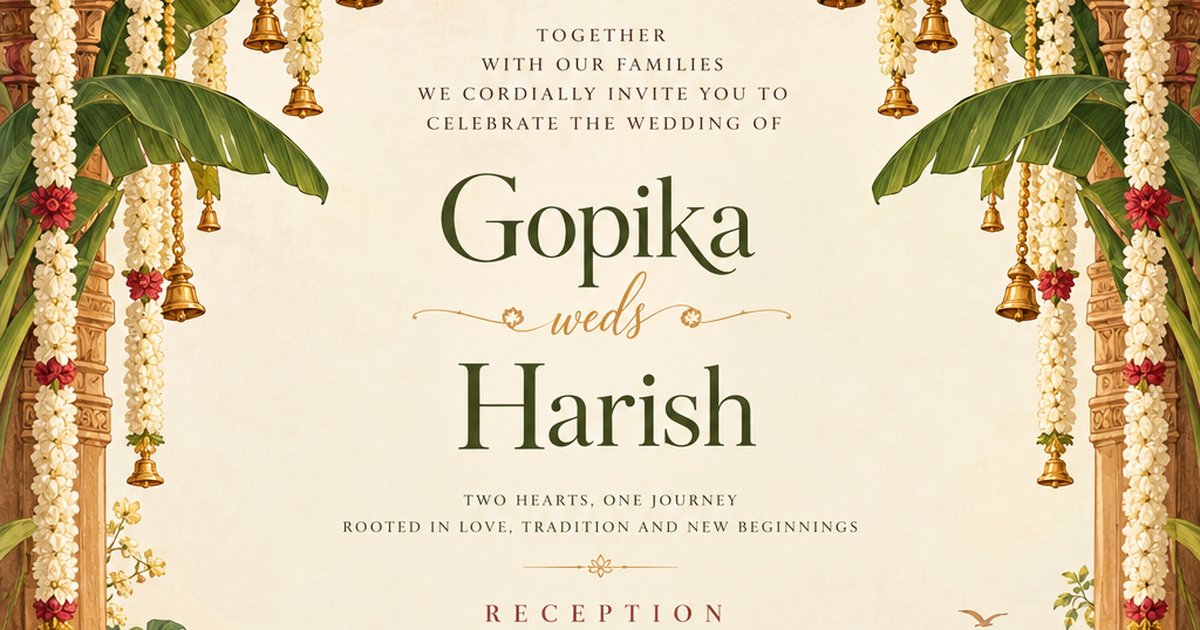 TOGETHER
WITH OUR FAMILIES
WE CORDIALLY INVITE YOU TO
CELEBRATE THE WEDDING OF
Gopika
weds
Harish
TWO HEARTS, ONE JOURNEY
ROOTED IN LOVE, TRADITION AND NEW BEGINNINGS
RECEPTION